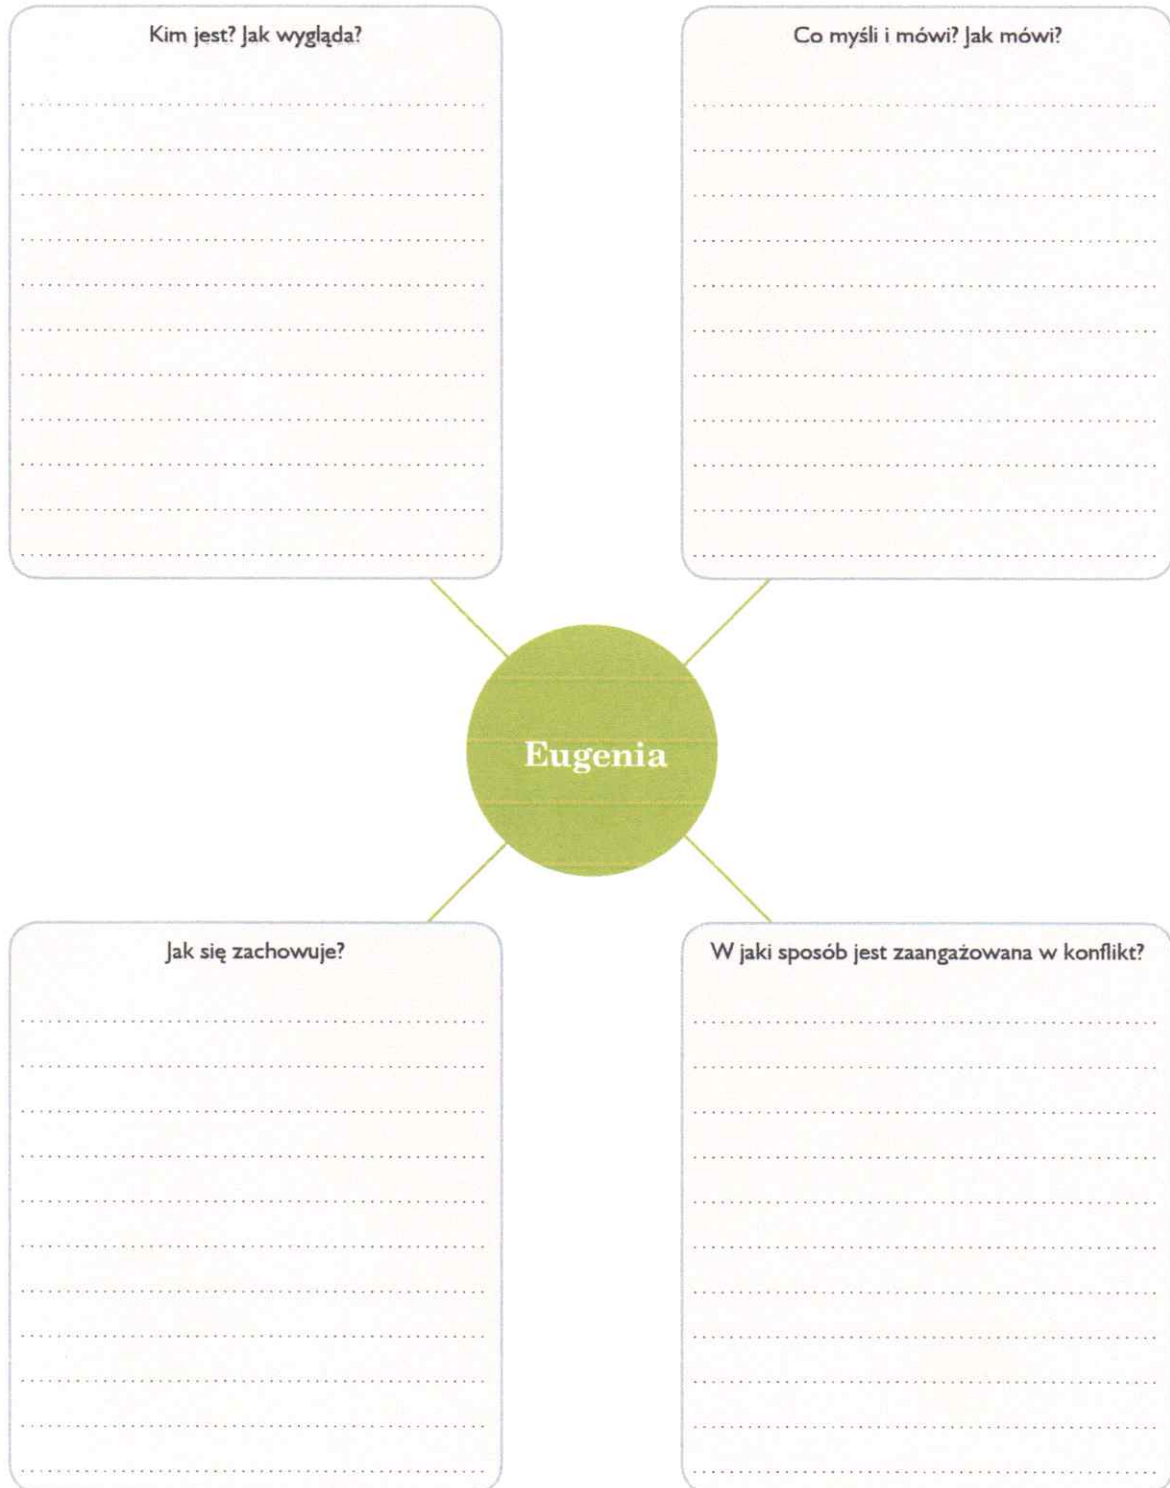 Kim jest? Jak wygląda?
Co myśli i mówi? Jak mówi?
Eugenia
Jak się zachowuje?
W jaki sposób jest zaangażowana w konflikt?